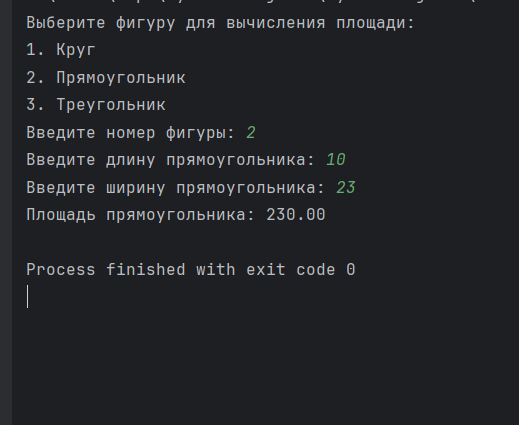 Выберите фигуру для вычисления площади:
1. Круг
2. Прямоугольник
3. Треугольник
Введите номер фигуры: 2
Введите длину прямоугольника: 10
Введите ширину прямоугольника: 23
Площадь прямоугольника: 230.00
Process finished with exit code 0